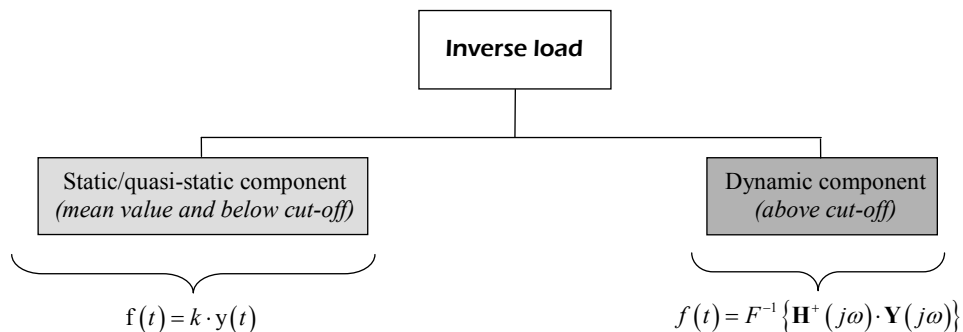 Inverse load
Static/quasi-static component
(mean value and below cut-off)
Dynamic component
(above cut-off)
f(t) = k · y(t)
f(t) = F⁻¹{H⁺(jω) · Y(jω)}